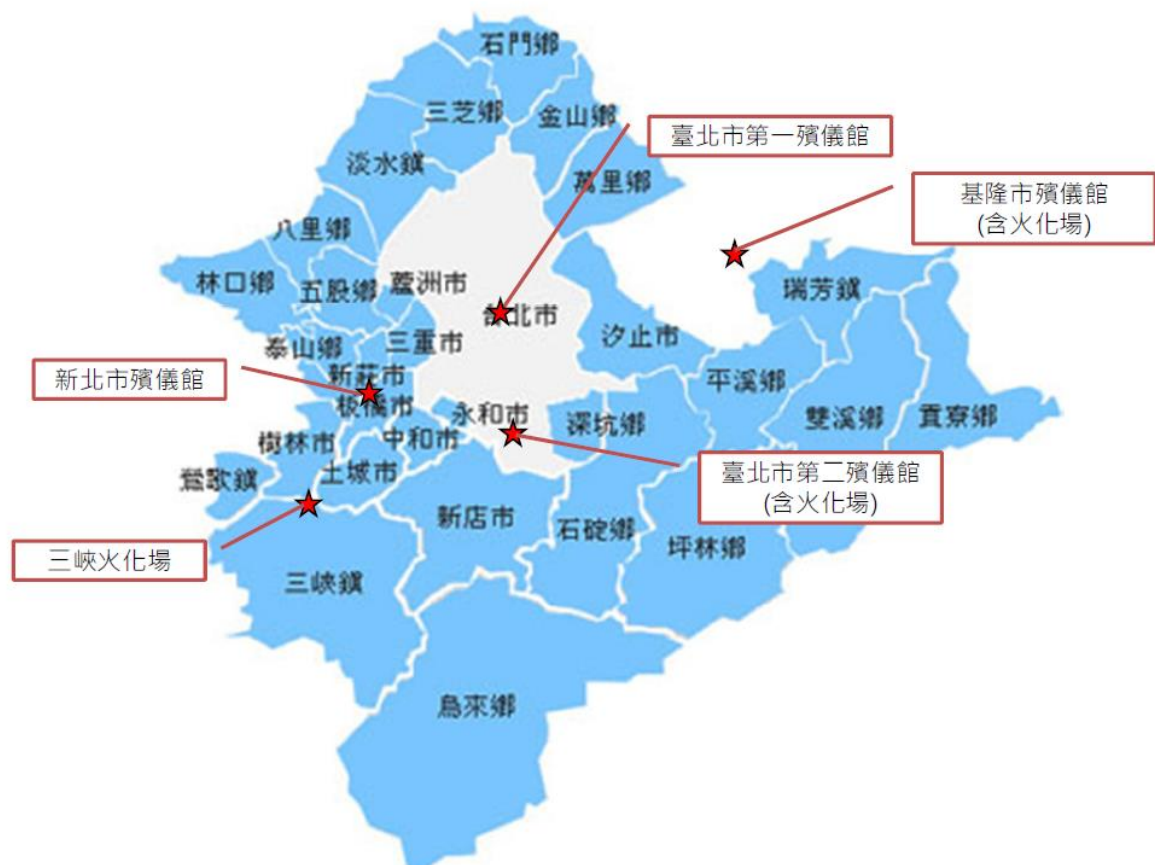 石門鄉
三芝鄉
金山鄉
臺北市第一殯儀館
淡水鎮
萬里鄉
基隆市殯儀館
(含火化場)
八里鄉
林口鄉
五股鄉
蘆洲市
瑞芳鎮
台北市
汐止市
泰山鄉
三重市
新北市殯儀館
新莊市
平溪鄉
板橋市
永和市
深坑鄉
雙溪鄉
貢寮鄉
樹林市
中和市
鶯歌鎮
土城市
臺北市第二殯儀館
(含火化場)
新店市
石碇鄉
坪林鄉
三峽火化場
三峽鎮
烏來鄉